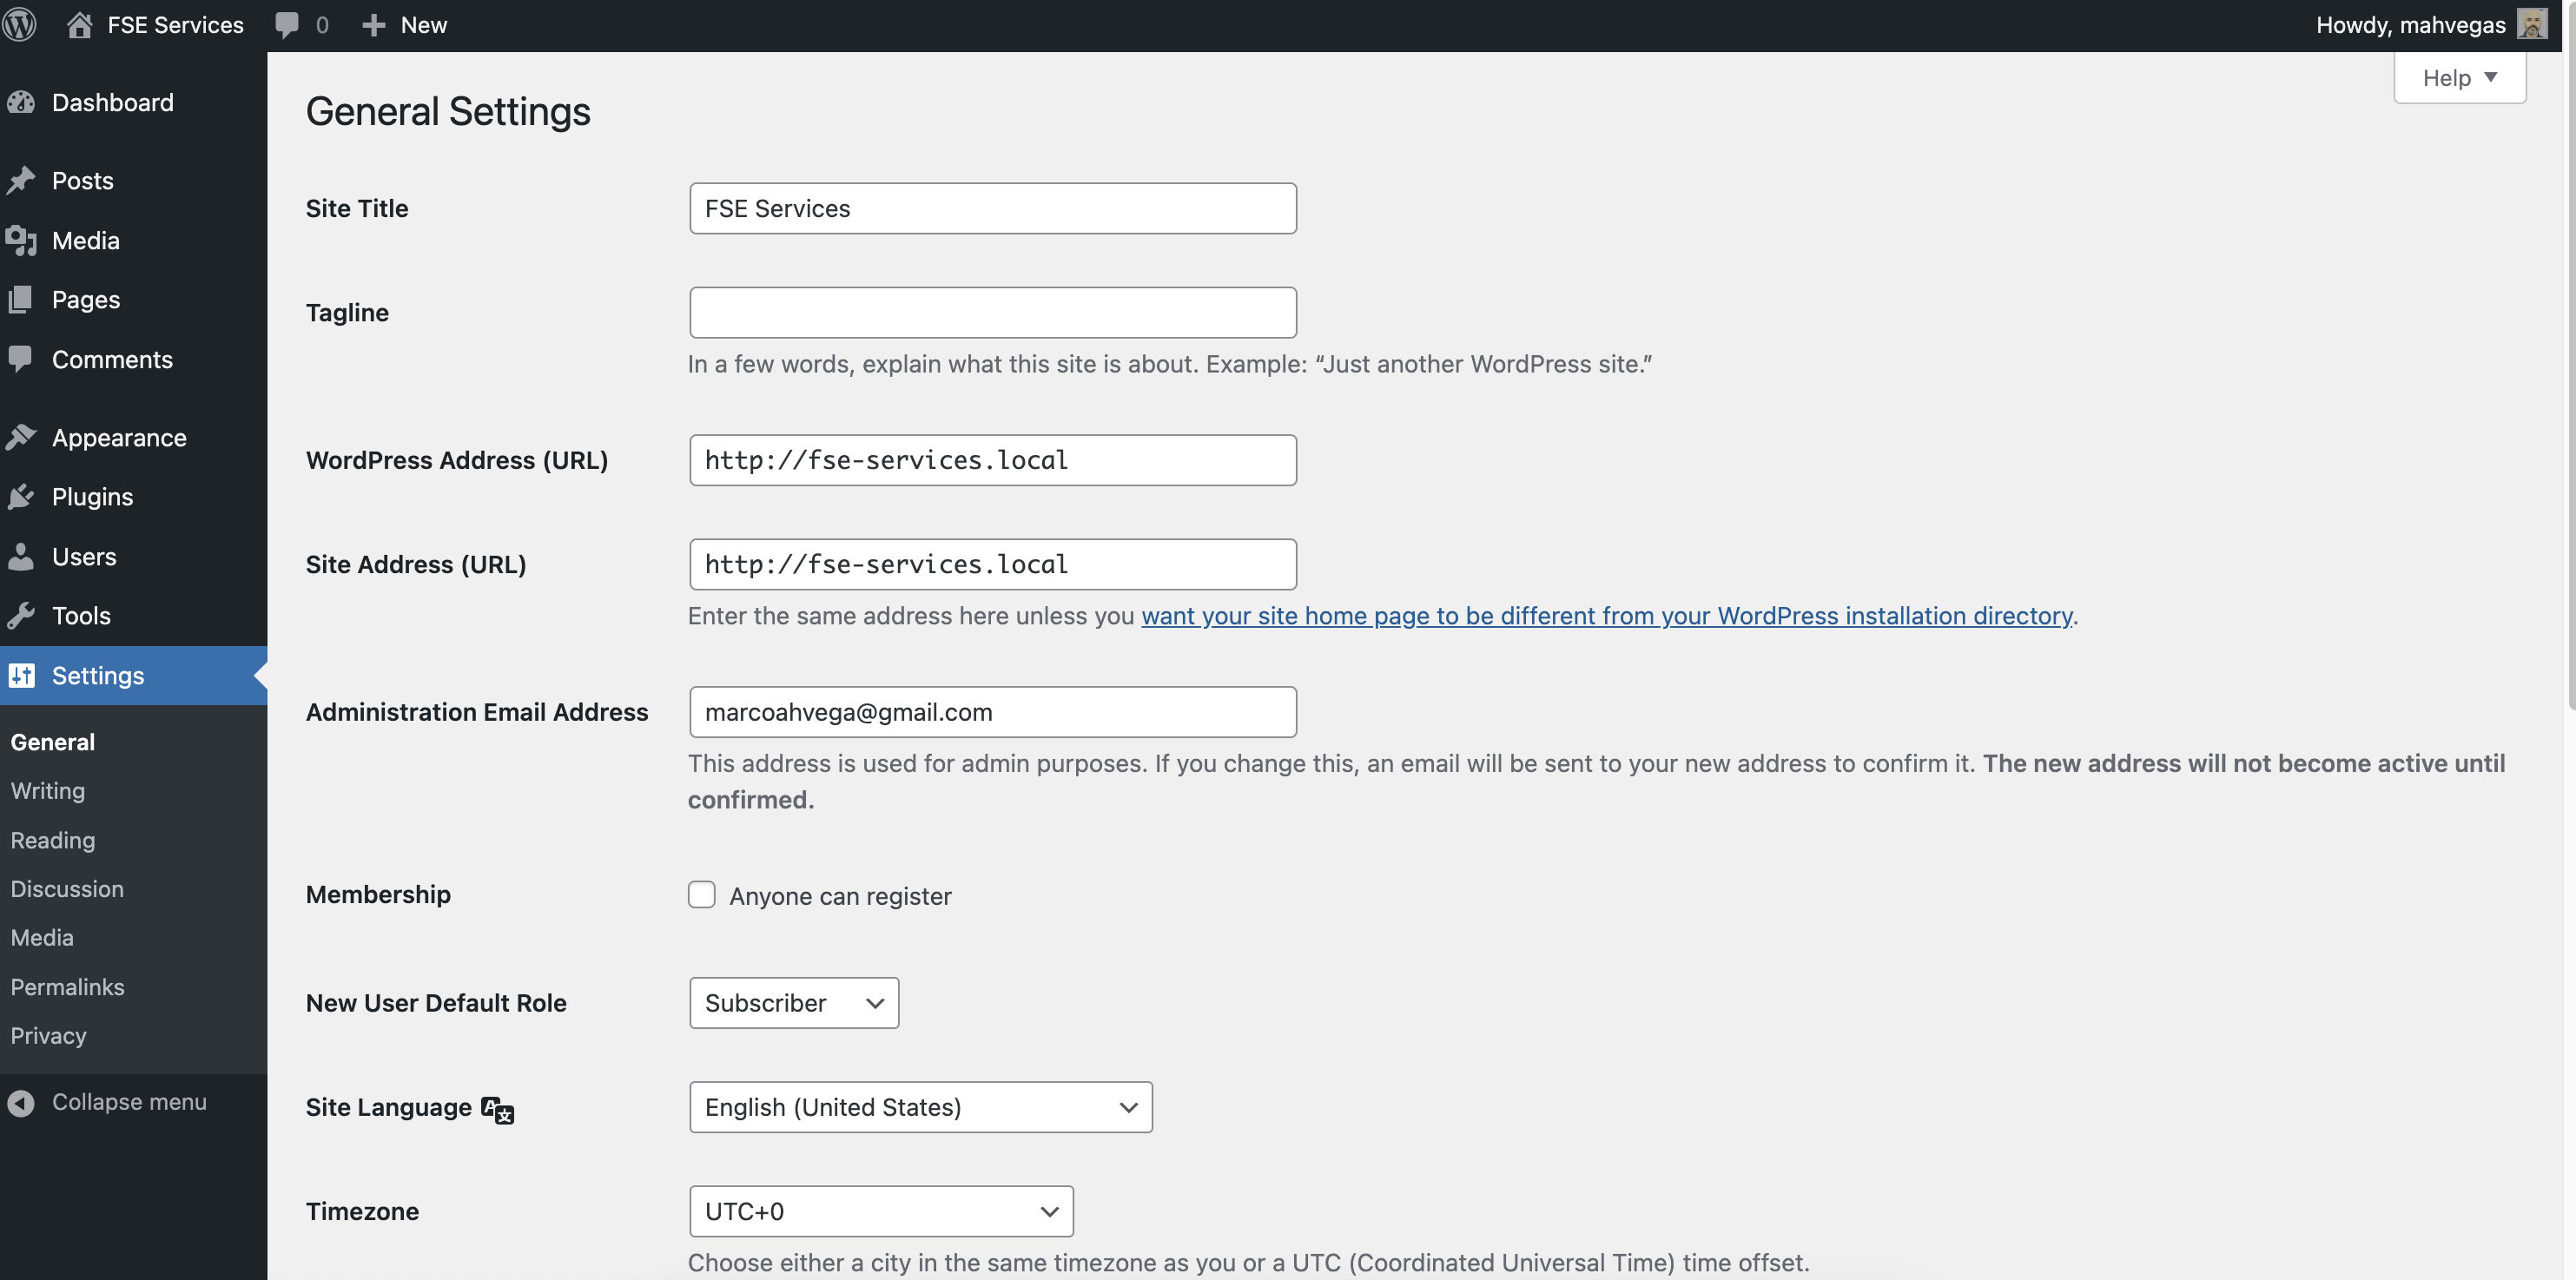 FSE Services 0 New Howdy, mahvegas
Help
Dashboard
Posts
Media
Pages
Comments
Appearance
Plugins
Users
Tools
Settings
General
Writing
Reading
Discussion
Media
Permalinks
Privacy
Collapse menu
General Settings
Site Title FSE Services
Tagline
In a few words, explain what this site is about. Example: “Just another WordPress site.”
WordPress Address (URL) http://fse-services.local
Site Address (URL) http://fse-services.local
Enter the same address here unless you want your site home page to be different from your WordPress installation directory.
Administration Email Address marcoahvega@gmail.com
This address is used for admin purposes. If you change this, an email will be sent to your new address to confirm it. The new address will not become active until
confirmed.
Membership Anyone can register
New User Default Role Subscriber
Site Language English (United States)
Timezone UTC+0
Choose either a city in the same timezone as you or a UTC (Coordinated Universal Time) time offset.